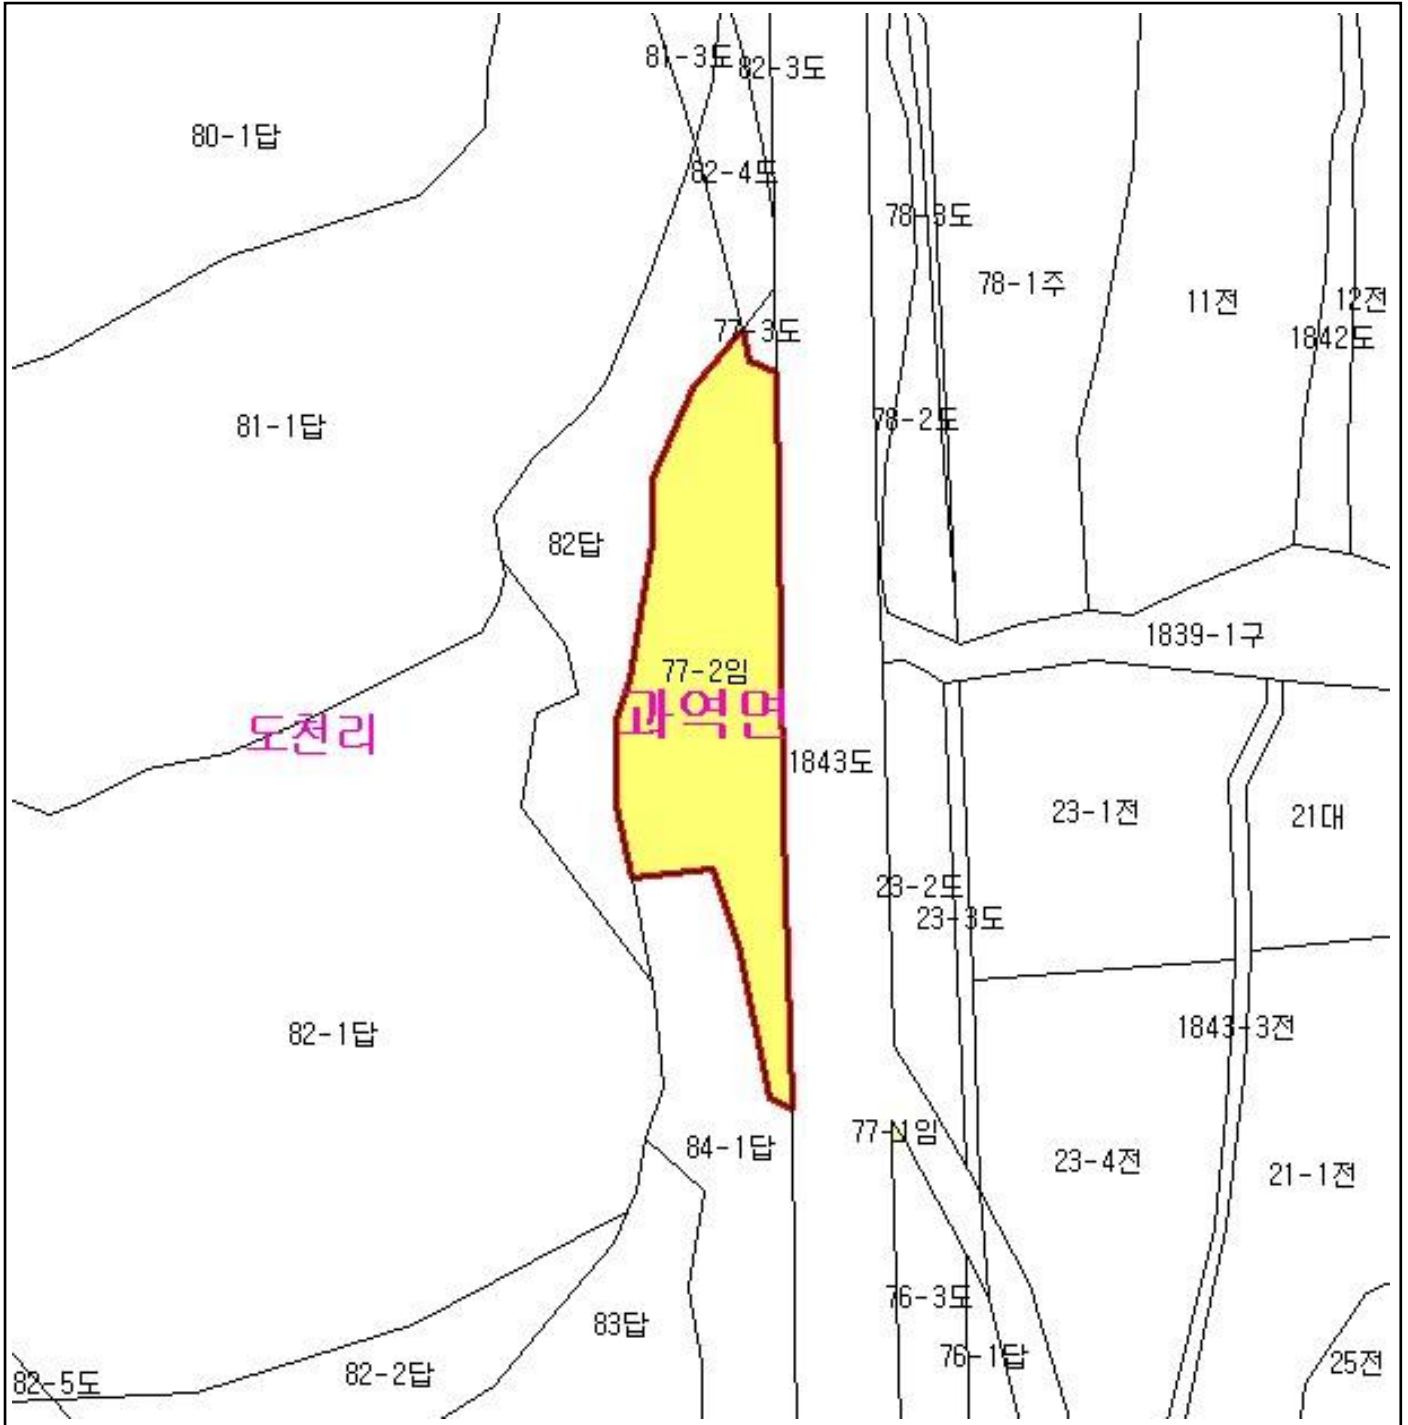 81-3도
82-3도
80-1답
82-4도
78-3도
78-1주
11전
12전
77-3도
1842도
81-1답
78-2도
82답
1839-1구
77-2임
과역면
도천리
1843도
23-1전
21대
23-2도
23-3도
82-1답
1843-3전
77-1임
84-1답
23-4전
21-1전
76-3도
83답
76-1답
25전
82-2답
82-5도